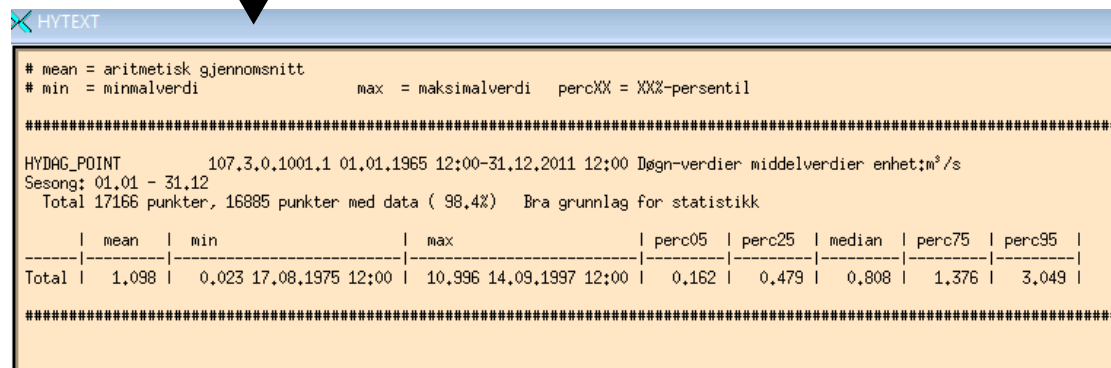 HYTEXT
# mean = aritmetisk gjennomsnitt
# min = minmalverdi max = maksimalverdi percXX = XX%-persentil
####################################################################################################################
HYDAG_POINT 107.3.0.1001.1 01.01.1965 12:00-31.12.2011 12:00 Døgn-verdier middelverdier enhet:m³/s
Sesong: 01.01 - 31.12
Total 17166 punkter, 16885 punkter med data ( 98.4%) Bra grunnlag for statistikk
| mean | min | max | perc05 | perc25 | median | perc75 | perc95 |
------|---------|--------------------------|--------------------------|---------|---------|---------|---------|---------|
Total | 1.098 | 0.023 17.08.1975 12:00 | 10.996 14.09.1997 12:00 | 0.162 | 0.479 | 0.808 | 1.376 | 3.049 |
####################################################################################################################